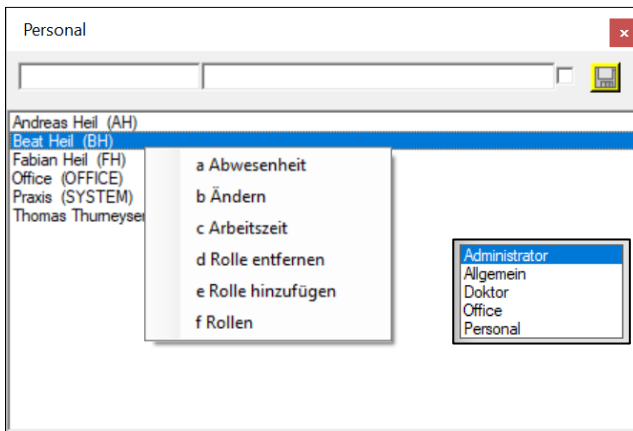 Personal
Andreas Heil (AH)
Beat Heil (BH)
Fabian Heil (FH)
Office (OFFICE)
Praxis (SYSTEM)
Thomas Thurneysen
a Abwesenheit
b Ändern
c Arbeitszeit
d Rolle entfernen
e Rolle hinzufügen
f Rollen
Administrator
Allgemein
Doktor
Office
Personal